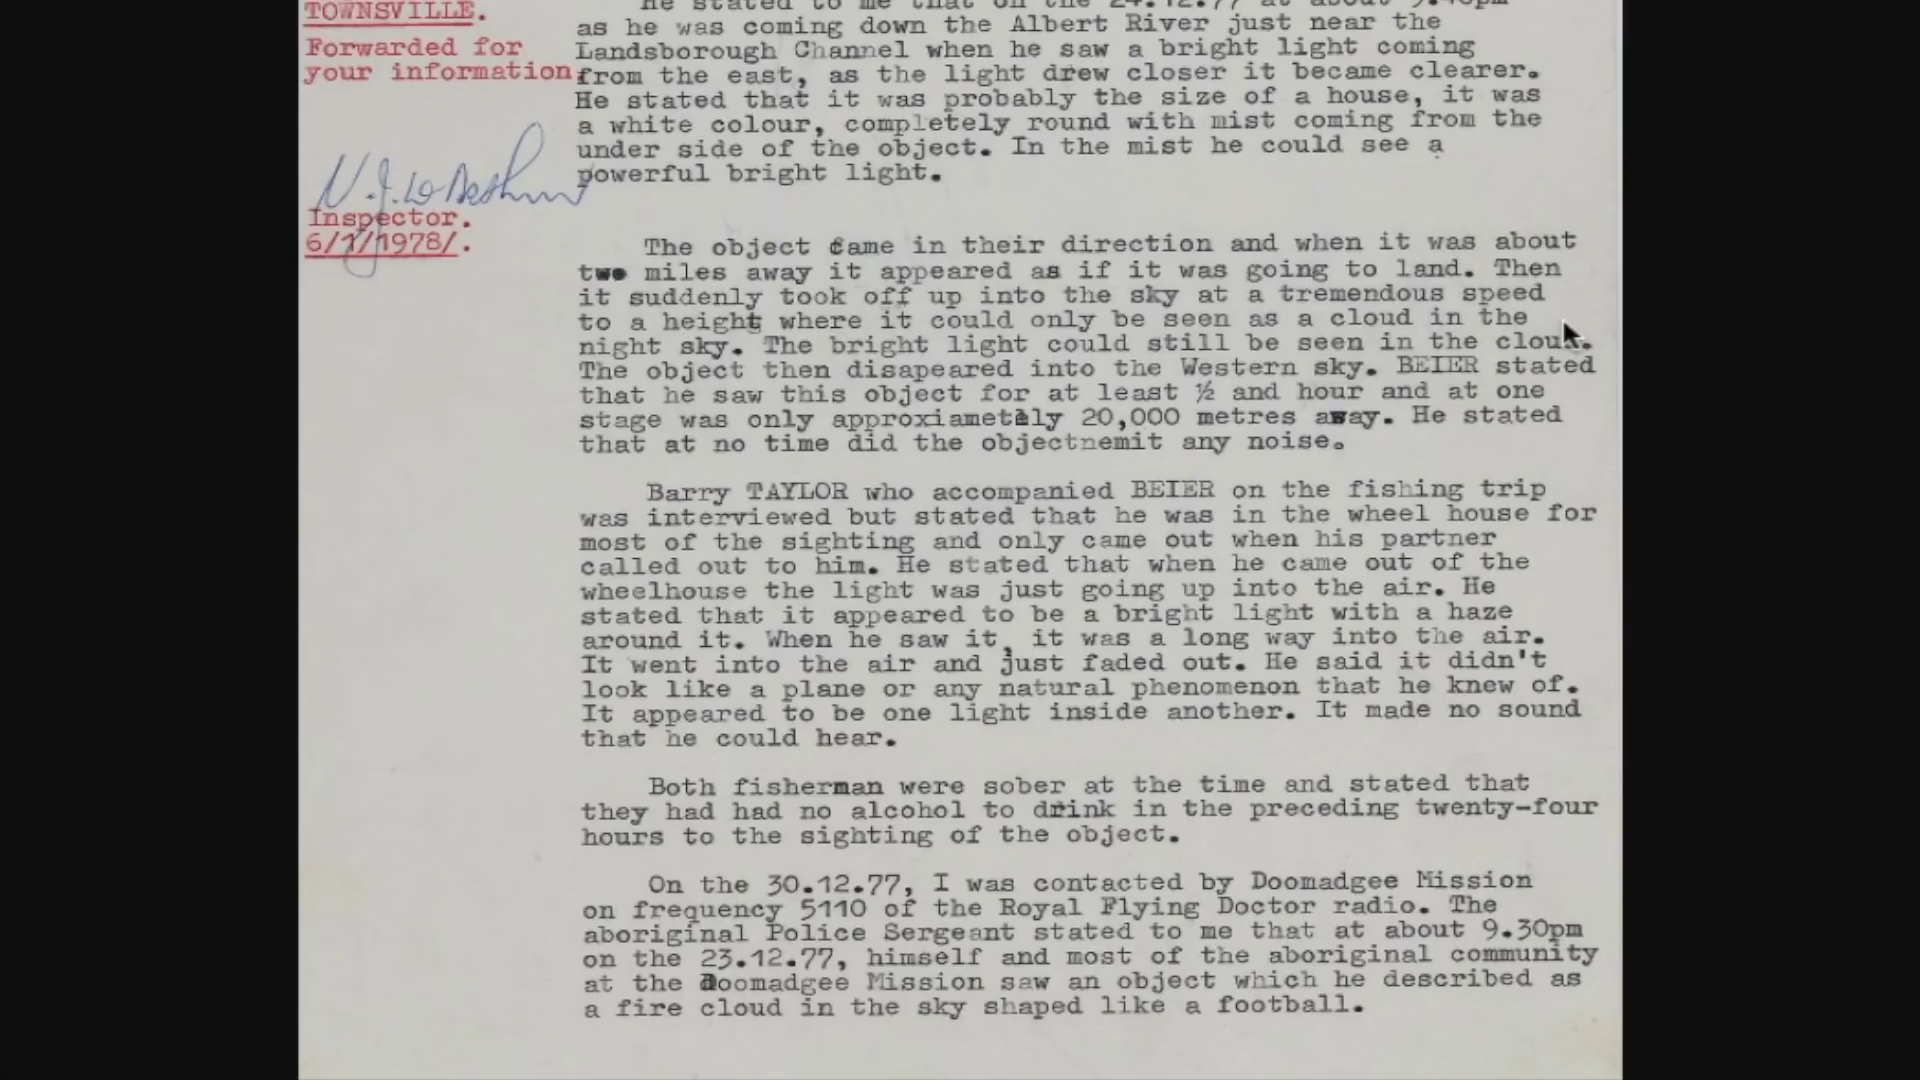 TOWNSVILLE.
Forwarded for
your information
Inspector.
6/1/1978/.
He stated to me that on the 24.12.77 at about 9.40pm
as he was coming down the Albert River just near the
Landsborough Channel when he saw a bright light coming
from the east, as the light drew closer it became clearer.
He stated that it was probably the size of a house, it was
a white colour, completely round with mist coming from the
under side of the object. In the mist he could see a
powerful bright light.
The object came in their direction and when it was about
two miles away it appeared as if it was going to land. Then
it suddenly took off up into the sky at a tremendous speed
to a height where it could only be seen as a cloud in the
night sky. The bright light could still be seen in the cloud.
The object then disapeared into the Western sky. BEIER stated
that he saw this object for at least ½ and hour and at one
stage was only approxiametely 20,000 metres away. He stated
that at no time did the objectnemit any noise.
Barry TAYLOR who accompanied BEIER on the fishing trip
was interviewed but stated that he was in the wheel house for
most of the sighting and only came out when his partner
called out to him. He stated that when he came out of the
wheelhouse the light was just going up into the air. He
stated that it appeared to be a bright light with a haze
around it. When he saw it, it was a long way into the air.
It went into the air and just faded out. He said it didn't
look like a plane or any natural phenomenon that he knew of.
It appeared to be one light inside another. It made no sound
that he could hear.
Both fisherman were sober at the time and stated that
they had had no alcohol to drink in the preceding twenty-four
hours to the sighting of the object.
On the 30.12.77, I was contacted by Doomadgee Mission
on frequency 5110 of the Royal Flying Doctor radio. The
aboriginal Police Sergeant stated to me that at about 9.30pm
on the 23.12.77, himself and most of the aboriginal community
at the Doomadgee Mission saw an object which he described as
a fire cloud in the sky shaped like a football.